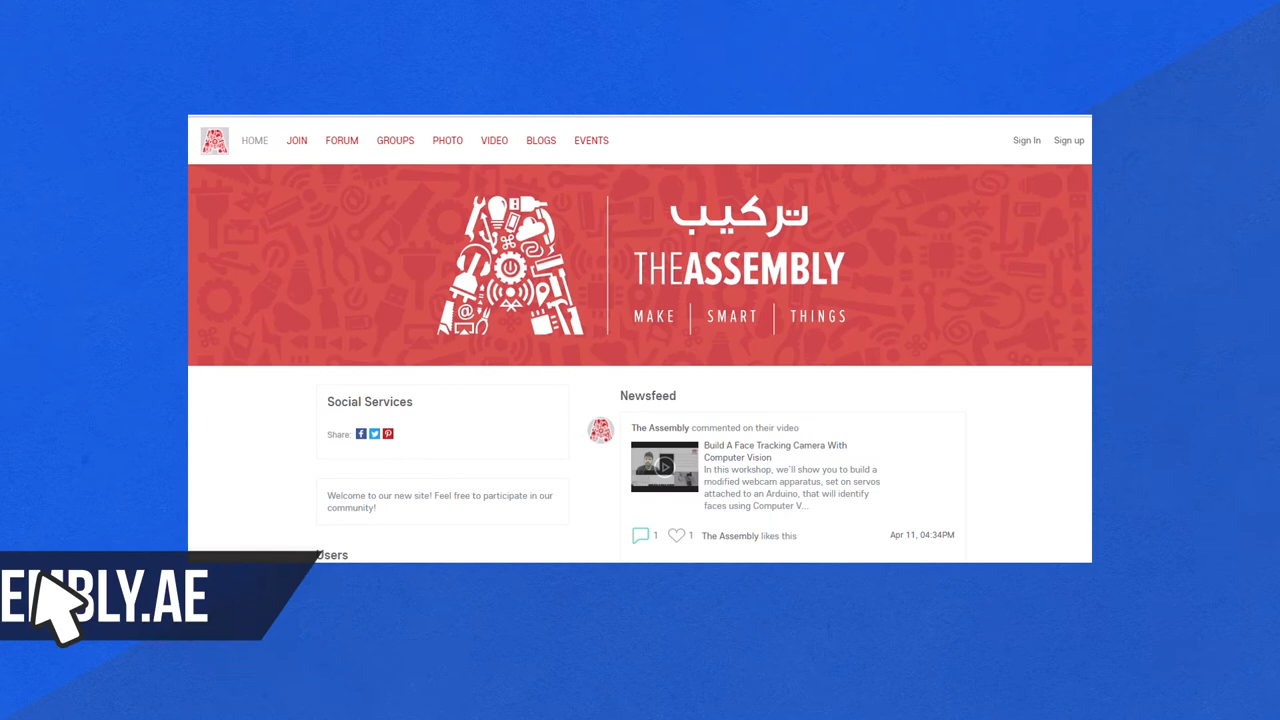 HOME JOIN FORUM GROUPS PHOTO VIDEO BLOGS EVENTS Sign In Sign up
تركيب
THEASSEMBLY
MAKE | SMART | THINGS
Social Services
Share:
Welcome to our new site! Feel free to participate in our
community!
Users
Newsfeed
The Assembly commented on their video
Build A Face Tracking Camera With
Computer Vision
In this workshop, we`ll show you to build a
modified webcam apparatus, set on servos
attached to an Arduino, that will identify
faces using Computer V...
1 1 The Assembly likes this Apr 11, 04:34PM
EMBLY.AE